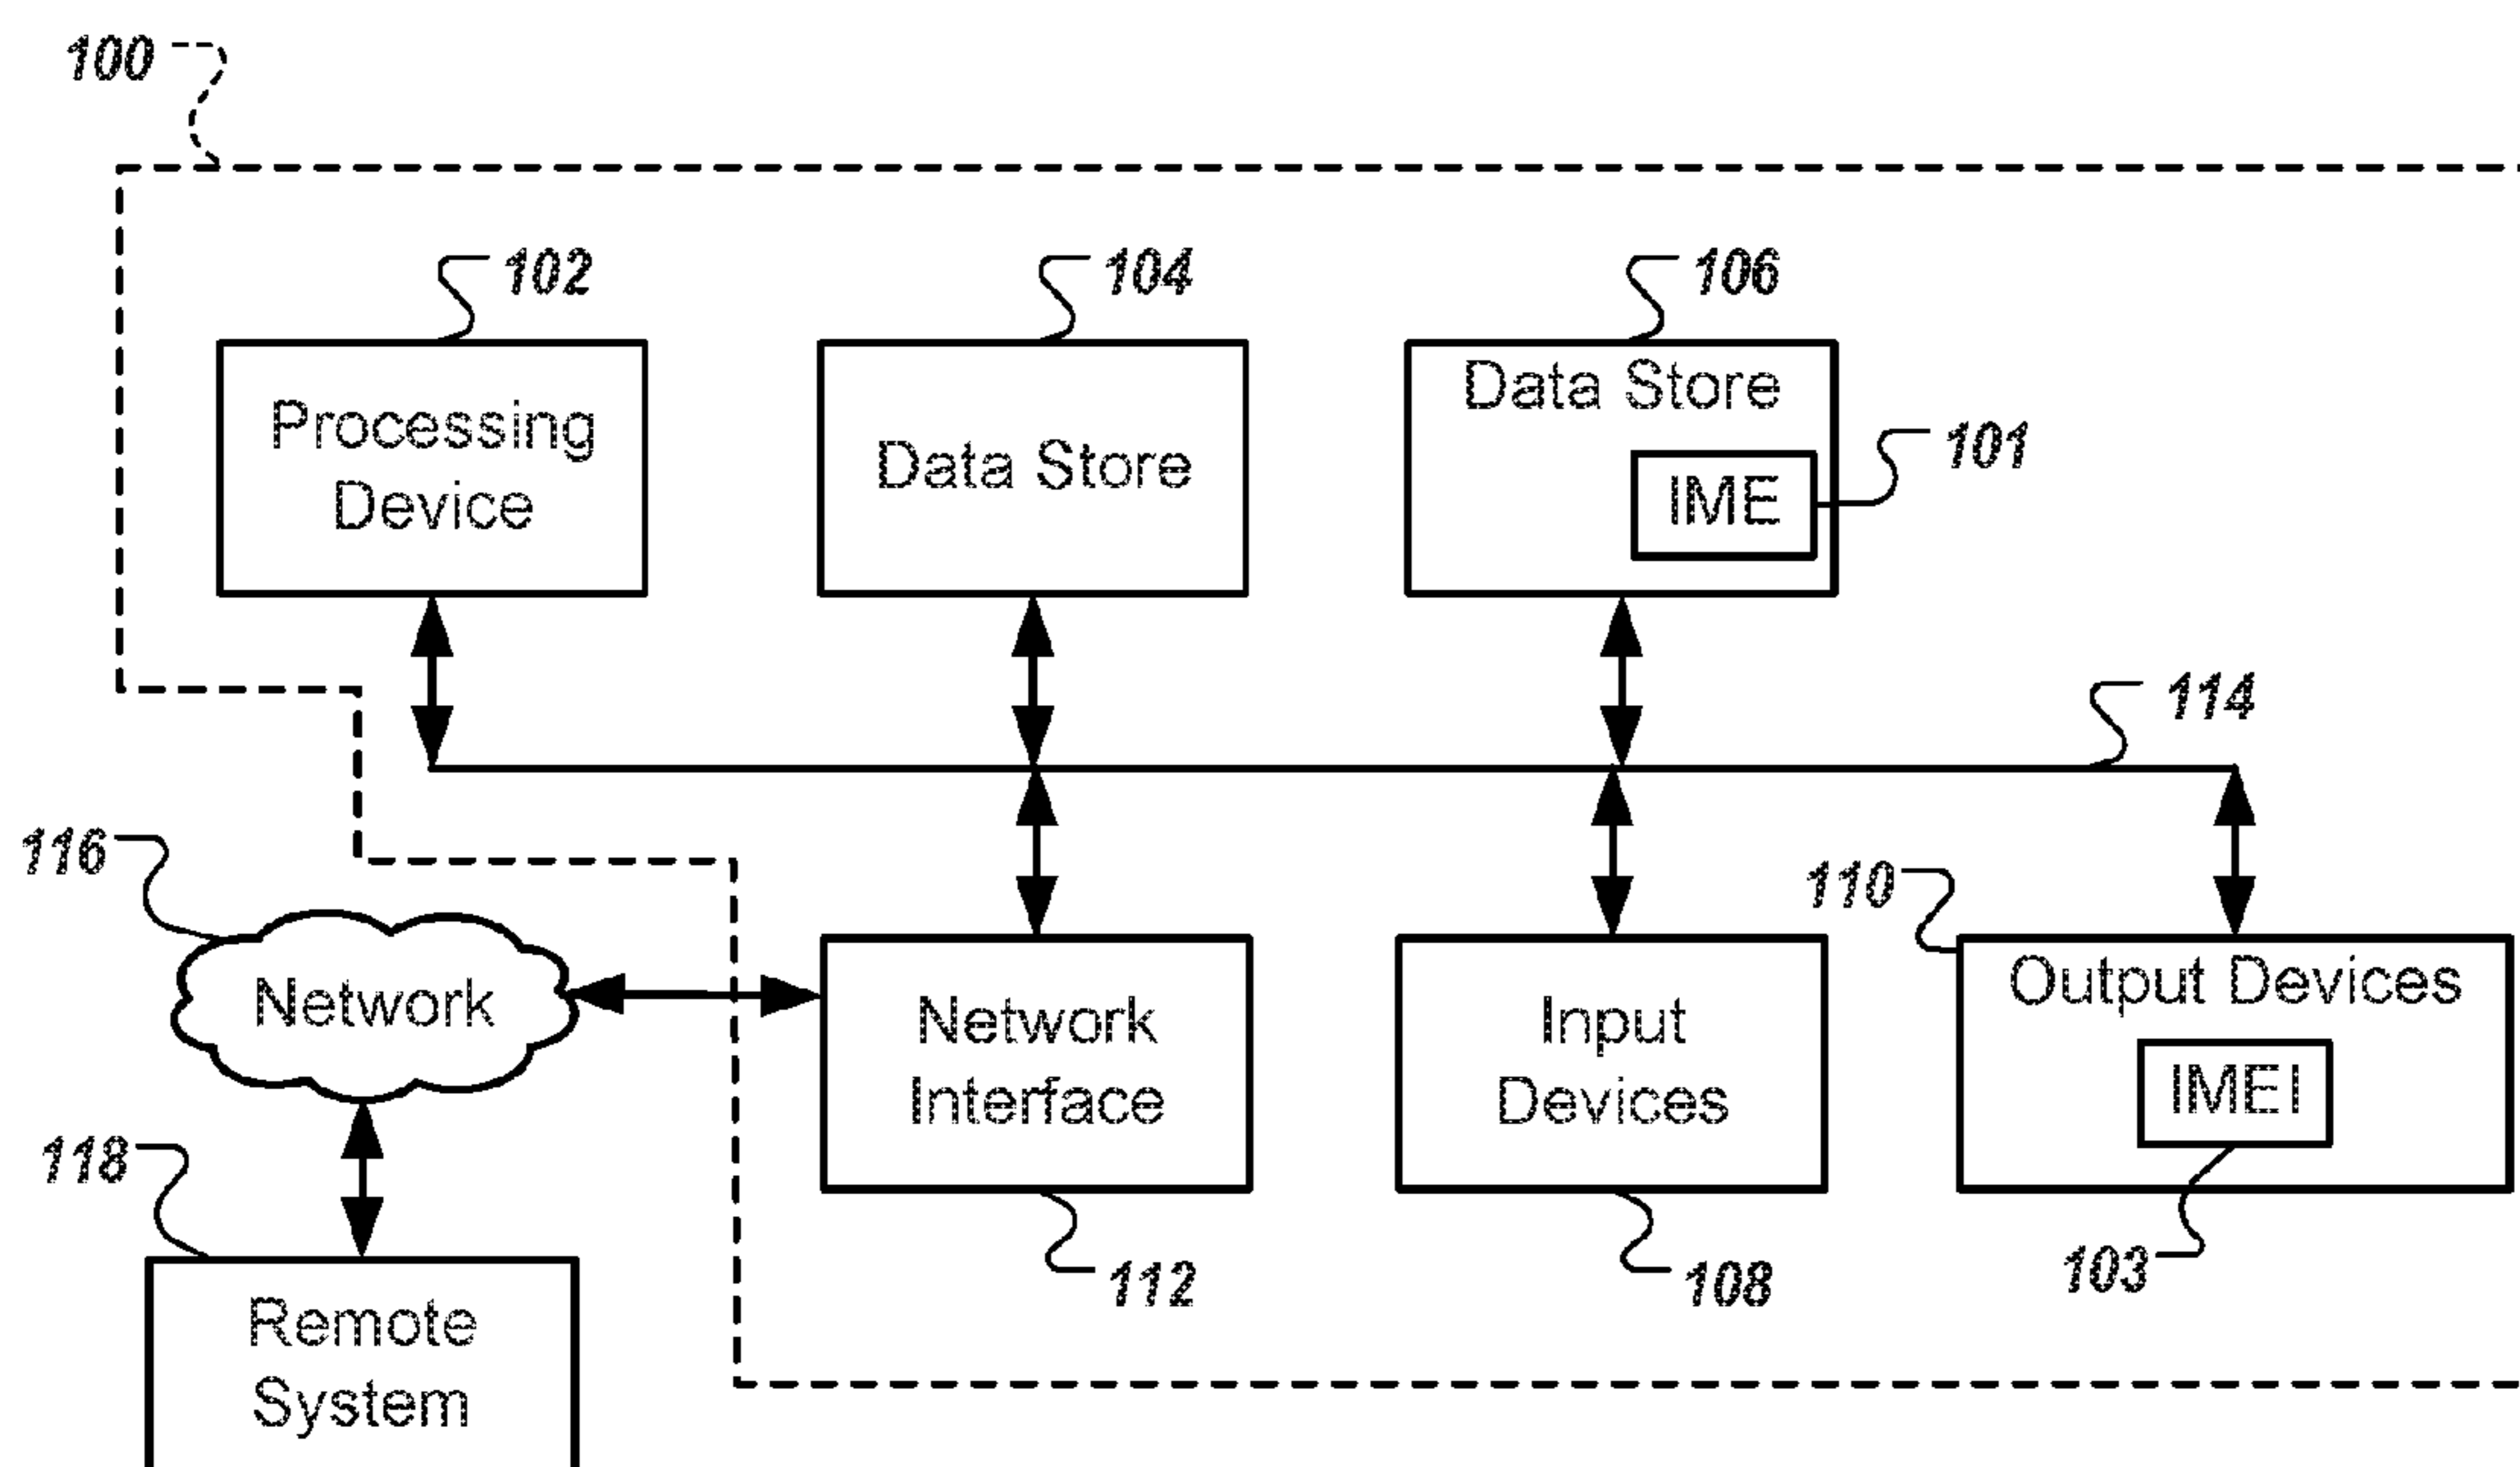 100
102
104
106
Processing
Device
Data Store
Data Store
IME
101
114
116
110
Network
Network
Interface
Input
Devices
Output Devices
IMEI
118
112
108
103
Remote
System